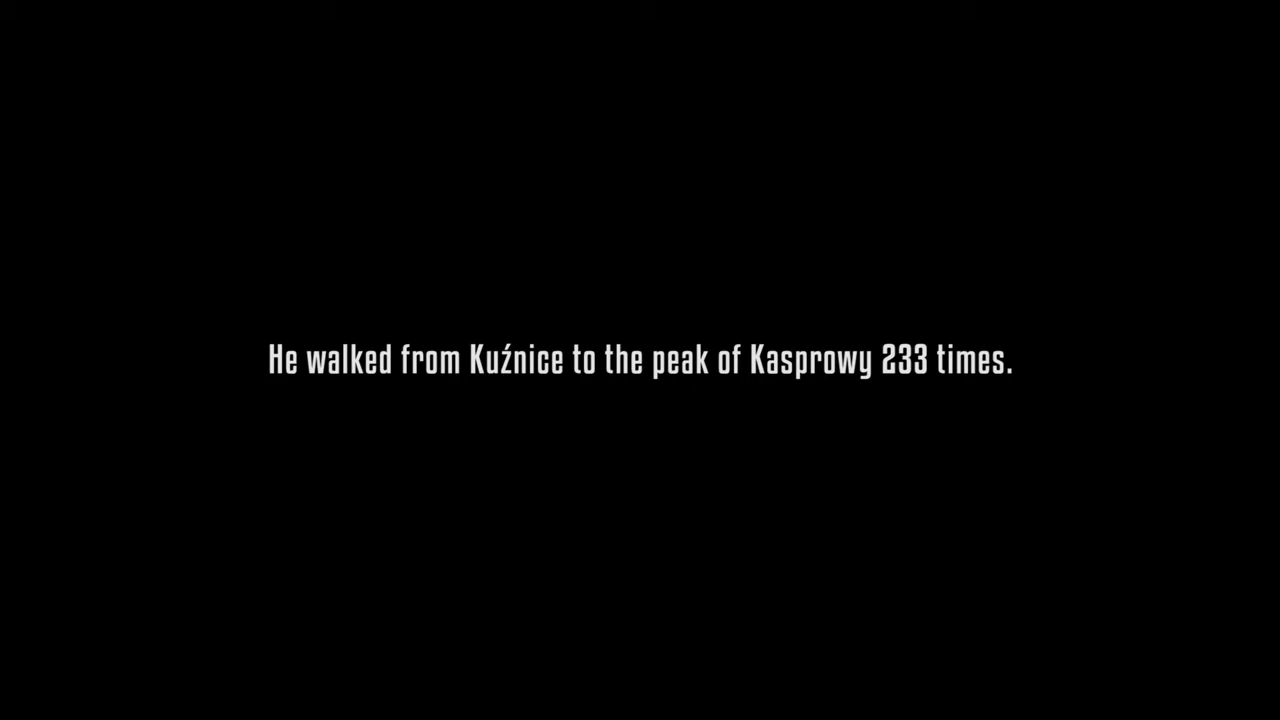 He walked from Kuźnice to the peak of Kasprowy 233 times.